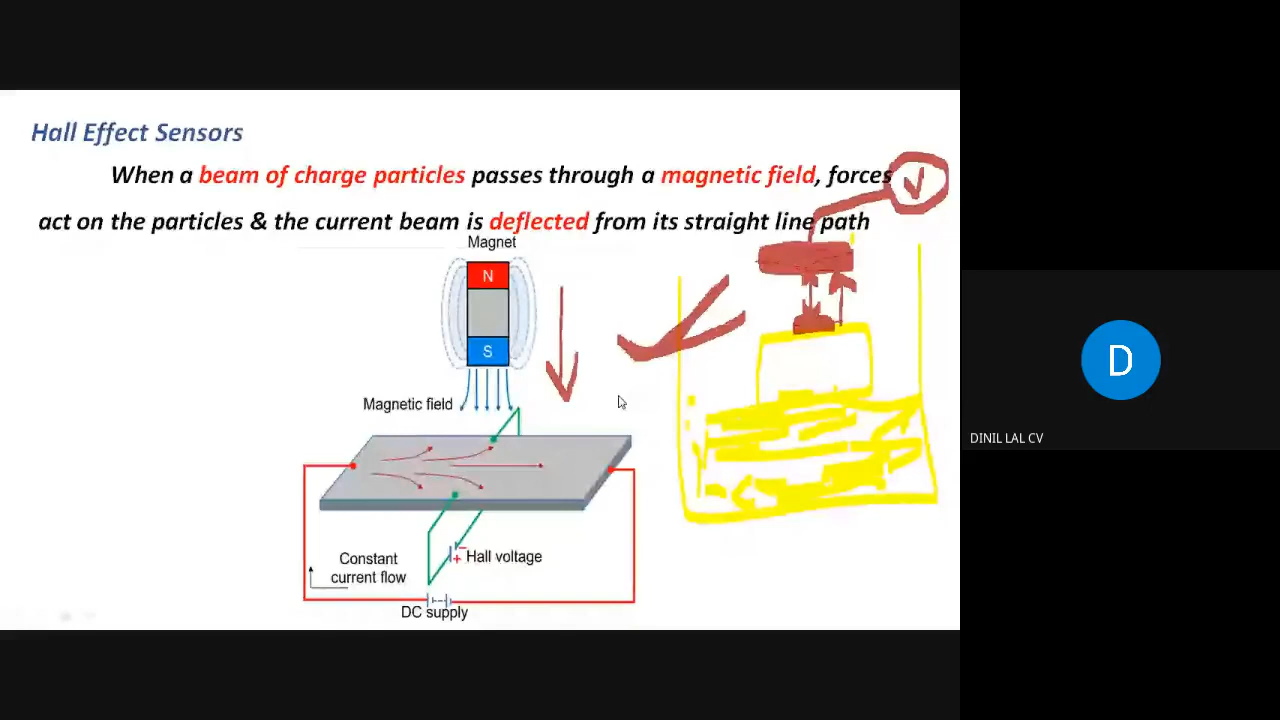 Hall Effect Sensors
When a beam of charge particles passes through a magnetic field, forces
act on the particles & the current beam is deflected from its straight line path
V
Magnet
N
S
Magnetic field
Constant
current flow
+ − Hall voltage
DC supply
D
DINIL LAL CV